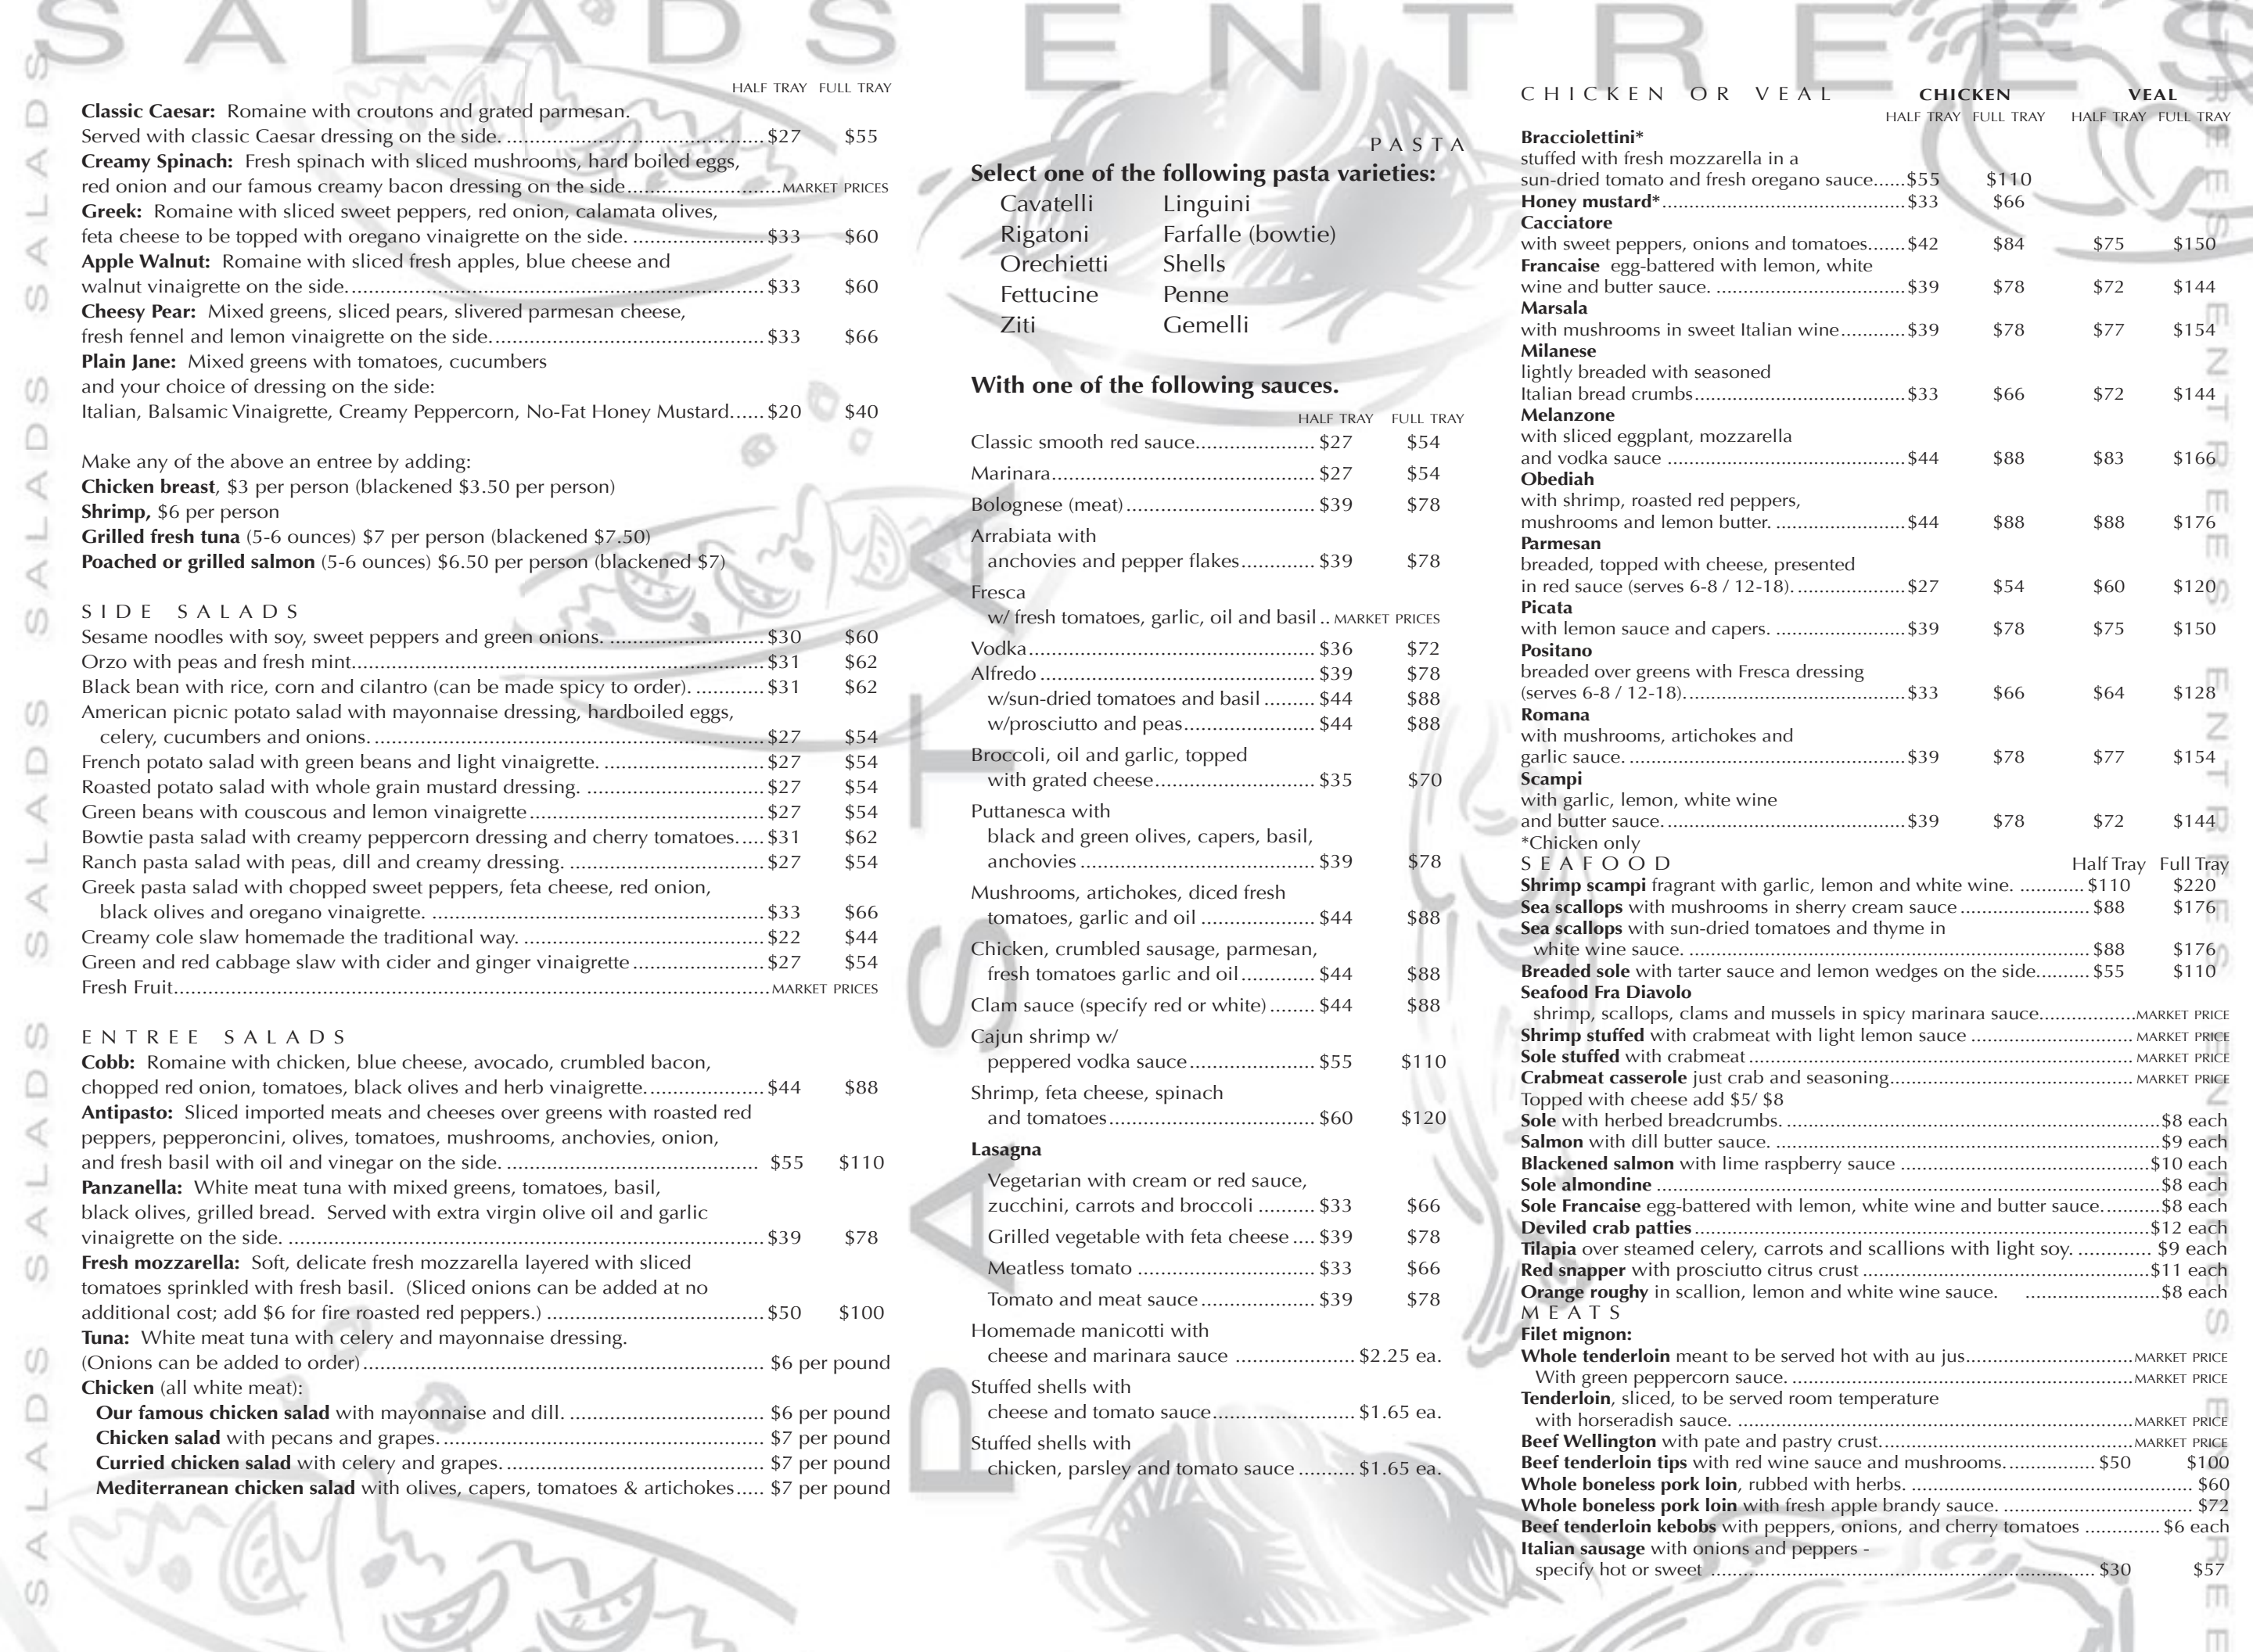 SALADS
ENTREES
SALADS SALADS SALADS SALADS SALADS
HALF TRAY FULL TRAY
Classic Caesar: Romaine with croutons and grated parmesan.
Served with classic Caesar dressing on the side. ........ $27 $55
Creamy Spinach: Fresh spinach with sliced mushrooms, hard boiled eggs,
red onion and our famous creamy bacon dressing on the side........MARKET PRICES
Greek: Romaine with sliced sweet peppers, red onion, calamata olives,
feta cheese to be topped with oregano vinaigrette on the side. ........ $33 $60
Apple Walnut: Romaine with sliced fresh apples, blue cheese and
walnut vinaigrette on the side. ........ $33 $60
Cheesy Pear: Mixed greens, sliced pears, slivered parmesan cheese,
fresh fennel and lemon vinaigrette on the side. ........ $33 $66
Plain Jane: Mixed greens with tomatoes, cucumbers
and your choice of dressing on the side:
Italian, Balsamic Vinaigrette, Creamy Peppercorn, No-Fat Honey Mustard...... $20 $40
Make any of the above an entree by adding:
Chicken breast, $3 per person (blackened $3.50 per person)
Shrimp, $6 per person
Grilled fresh tuna (5-6 ounces) $7 per person (blackened $7.50)
Poached or grilled salmon (5-6 ounces) $6.50 per person (blackened $7)
SIDE SALADS
Sesame noodles with soy, sweet peppers and green onions. ........ $30 $60
Orzo with peas and fresh mint........ $31 $62
Black bean with rice, corn and cilantro (can be made spicy to order). ........ $31 $62
American picnic potato salad with mayonnaise dressing, hardboiled eggs,
celery, cucumbers and onions. ........ $27 $54
French potato salad with green beans and light vinaigrette. ........ $27 $54
Roasted potato salad with whole grain mustard dressing. ........ $27 $54
Green beans with couscous and lemon vinaigrette ........ $27 $54
Bowtie pasta salad with creamy peppercorn dressing and cherry tomatoes..... $31 $62
Ranch pasta salad with peas, dill and creamy dressing. ........ $27 $54
Greek pasta salad with chopped sweet peppers, feta cheese, red onion,
black olives and oregano vinaigrette. ........ $33 $66
Creamy cole slaw homemade the traditional way. ........ $22 $44
Green and red cabbage slaw with cider and ginger vinaigrette ........ $27 $54
Fresh Fruit........MARKET PRICES
ENTREE SALADS
Cobb: Romaine with chicken, blue cheese, avocado, crumbled bacon,
chopped red onion, tomatoes, black olives and herb vinaigrette. ........ $44 $88
Antipasto: Sliced imported meats and cheeses over greens with roasted red
peppers, pepperoncini, olives, tomatoes, mushrooms, anchovies, onion,
and fresh basil with oil and vinegar on the side. ........ $55 $110
Panzanella: White meat tuna with mixed greens, tomatoes, basil,
black olives, grilled bread. Served with extra virgin olive oil and garlic
vinaigrette on the side. ........ $39 $78
Fresh mozzarella: Soft, delicate fresh mozzarella layered with sliced
tomatoes sprinkled with fresh basil. (Sliced onions can be added at no
additional cost; add $6 for fire roasted red peppers.) ........ $50 $100
Tuna: White meat tuna with celery and mayonnaise dressing.
(Onions can be added to order)........ $6 per pound
Chicken (all white meat):
Our famous chicken salad with mayonnaise and dill. ........ $6 per pound
Chicken salad with pecans and grapes. ........ $7 per pound
Curried chicken salad with celery and grapes. ........ $7 per pound
Mediterranean chicken salad with olives, capers, tomatoes & artichokes..... $7 per pound
PASTA
PASTA
Select one of the following pasta varieties:
Cavatelli Linguini
Rigatoni Farfalle (bowtie)
Orechietti Shells
Fettucine Penne
Ziti Gemelli
With one of the following sauces.
HALF TRAY FULL TRAY
Classic smooth red sauce........ $27 $54
Marinara........ $27 $54
Bolognese (meat)........ $39 $78
Arrabiata with
anchovies and pepper flakes........ $39 $78
Fresca
w/ fresh tomatoes, garlic, oil and basil .. MARKET PRICES
Vodka........ $36 $72
Alfredo ........ $39 $78
w/sun-dried tomatoes and basil ........ $44 $88
w/prosciutto and peas........ $44 $88
Broccoli, oil and garlic, topped
with grated cheese........ $35 $70
Puttanesca with
black and green olives, capers, basil,
anchovies ........ $39 $78
Mushrooms, artichokes, diced fresh
tomatoes, garlic and oil ........ $44 $88
Chicken, crumbled sausage, parmesan,
fresh tomatoes garlic and oil........ $44 $88
Clam sauce (specify red or white)........ $44 $88
Cajun shrimp w/
peppered vodka sauce........ $55 $110
Shrimp, feta cheese, spinach
and tomatoes........ $60 $120
Lasagna
Vegetarian with cream or red sauce,
zucchini, carrots and broccoli ........ $33 $66
Grilled vegetable with feta cheese .... $39 $78
Meatless tomato ........ $33 $66
Tomato and meat sauce ........ $39 $78
Homemade manicotti with
cheese and marinara sauce ........ $2.25 ea.
Stuffed shells with
cheese and tomato sauce........ $1.65 ea.
Stuffed shells with
chicken, parsley and tomato sauce ........ $1.65 ea.
CHICKEN OR VEAL CHICKEN VEAL
HALF TRAY FULL TRAY HALF TRAY FULL TRAY
Bracciolettini*
stuffed with fresh mozzarella in a
sun-dried tomato and fresh oregano sauce......$55 $110
Honey mustard*........$33 $66
Cacciatore
with sweet peppers, onions and tomatoes.......$42 $84 $75 $150
Francaise egg-battered with lemon, white
wine and butter sauce. ........$39 $78 $72 $144
Marsala
with mushrooms in sweet Italian wine........$39 $78 $77 $154
Milanese
lightly breaded with seasoned
Italian bread crumbs........$33 $66 $72 $144
Melanzone
with sliced eggplant, mozzarella
and vodka sauce ........$44 $88 $83 $166
Obediah
with shrimp, roasted red peppers,
mushrooms and lemon butter. ........$44 $88 $88 $176
Parmesan
breaded, topped with cheese, presented
in red sauce (serves 6-8 / 12-18). ........$27 $54 $60 $120
Picata
with lemon sauce and capers. ........$39 $78 $75 $150
Positano
breaded over greens with Fresca dressing
(serves 6-8 / 12-18). ........$33 $66 $64 $128
Romana
with mushrooms, artichokes and
garlic sauce. ........$39 $78 $77 $154
Scampi
with garlic, lemon, white wine
and butter sauce. ........$39 $78 $72 $144
*Chicken only
SEAFOOD Half Tray Full Tray
Shrimp scampi fragrant with garlic, lemon and white wine. ........ $110 $220
Sea scallops with mushrooms in sherry cream sauce ........ $88 $176
Sea scallops with sun-dried tomatoes and thyme in
white wine sauce. ........ $88 $176
Breaded sole with tarter sauce and lemon wedges on the side........ $55 $110
Seafood Fra Diavolo
shrimp, scallops, clams and mussels in spicy marinara sauce........MARKET PRICE
Shrimp stuffed with crabmeat with light lemon sauce ........ MARKET PRICE
Sole stuffed with crabmeat ........ MARKET PRICE
Crabmeat casserole just crab and seasoning........ MARKET PRICE
Topped with cheese add $5/ $8
Sole with herbed breadcrumbs. ........$8 each
Salmon with dill butter sauce. ........$9 each
Blackened salmon with lime raspberry sauce ........$10 each
Sole almondine ........$8 each
Sole Francaise egg-battered with lemon, white wine and butter sauce. ........$8 each
Deviled crab patties ........$12 each
Tilapia over steamed celery, carrots and scallions with light soy. ........ $9 each
Red snapper with prosciutto citrus crust ........$11 each
Orange roughy in scallion, lemon and white wine sauce. ........$8 each
MEATS
Filet mignon:
Whole tenderloin meant to be served hot with au jus........MARKET PRICE
With green peppercorn sauce. ........MARKET PRICE
Tenderloin, sliced, to be served room temperature
with horseradish sauce. ........MARKET PRICE
Beef Wellington with pate and pastry crust........MARKET PRICE
Beef tenderloin tips with red wine sauce and mushrooms. ........ $50 $100
Whole boneless pork loin, rubbed with herbs. ........ $60
Whole boneless pork loin with fresh apple brandy sauce. ........ $72
Beef tenderloin kebobs with peppers, onions, and cherry tomatoes ........ $6 each
Italian sausage with onions and peppers -
specify hot or sweet ........ $30 $57
ENTREES ENTREES ENTREES ENTREES